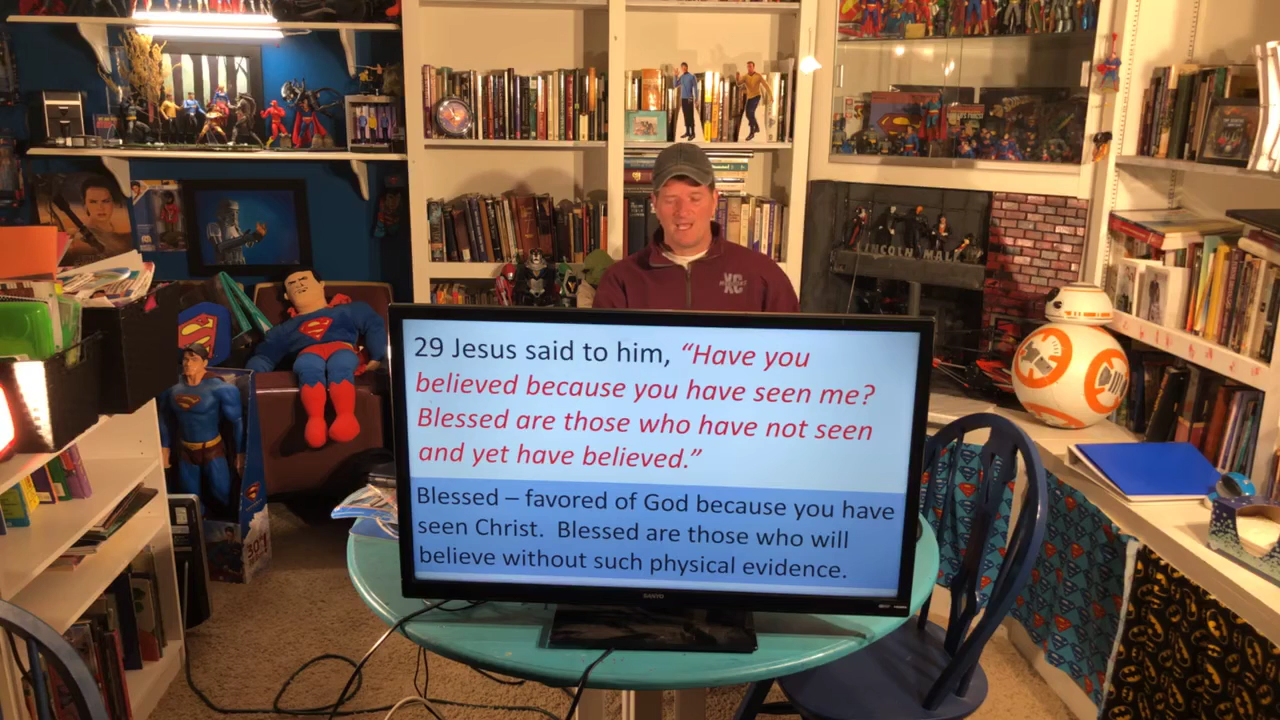 LINCOLN MALL
XC
29 Jesus said to him, “Have you
believed because you have seen me?
Blessed are those who have not seen
and yet have believed.”
Blessed – favored of God because you have
seen Christ.  Blessed are those who will
believe without such physical evidence.
SANYO